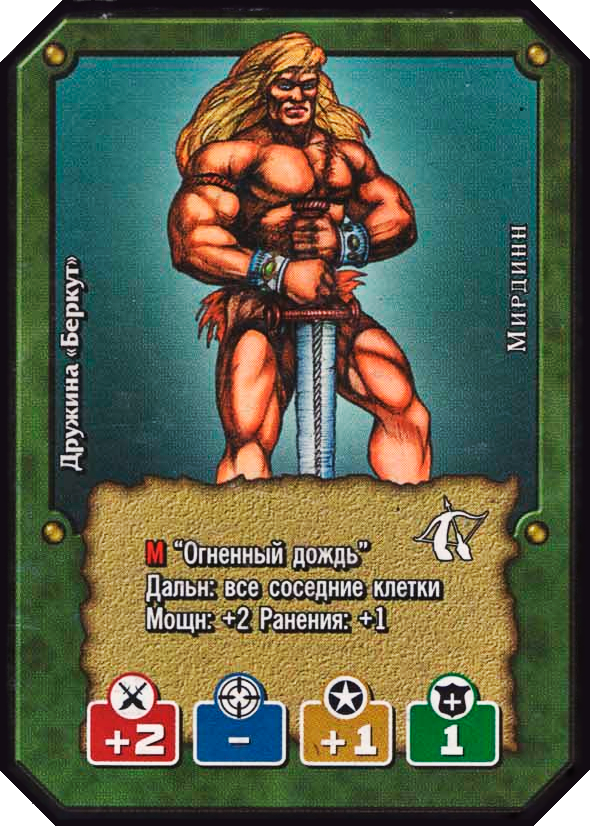 Дружина «Беркут»
Мирдинн
М “Огненный дождь”
Дальн: все соседние клетки
Мощн: +2 Ранения: +1
+2 - +1 1